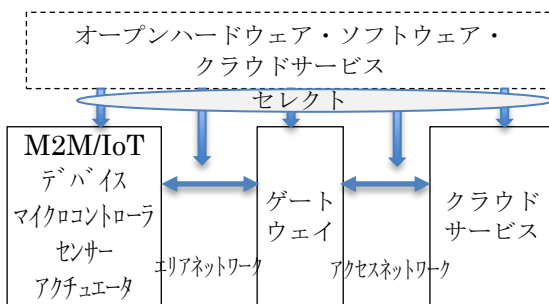 オープンハードウェア・ソフトウェア・
クラウドサービス
セレクト
M2M/IoT
デバイス
マイクロコントローラ
センサー
アクチュエータ
エリアネットワーク
ゲート
ウェイ
アクセスネットワーク
クラウド
サービス